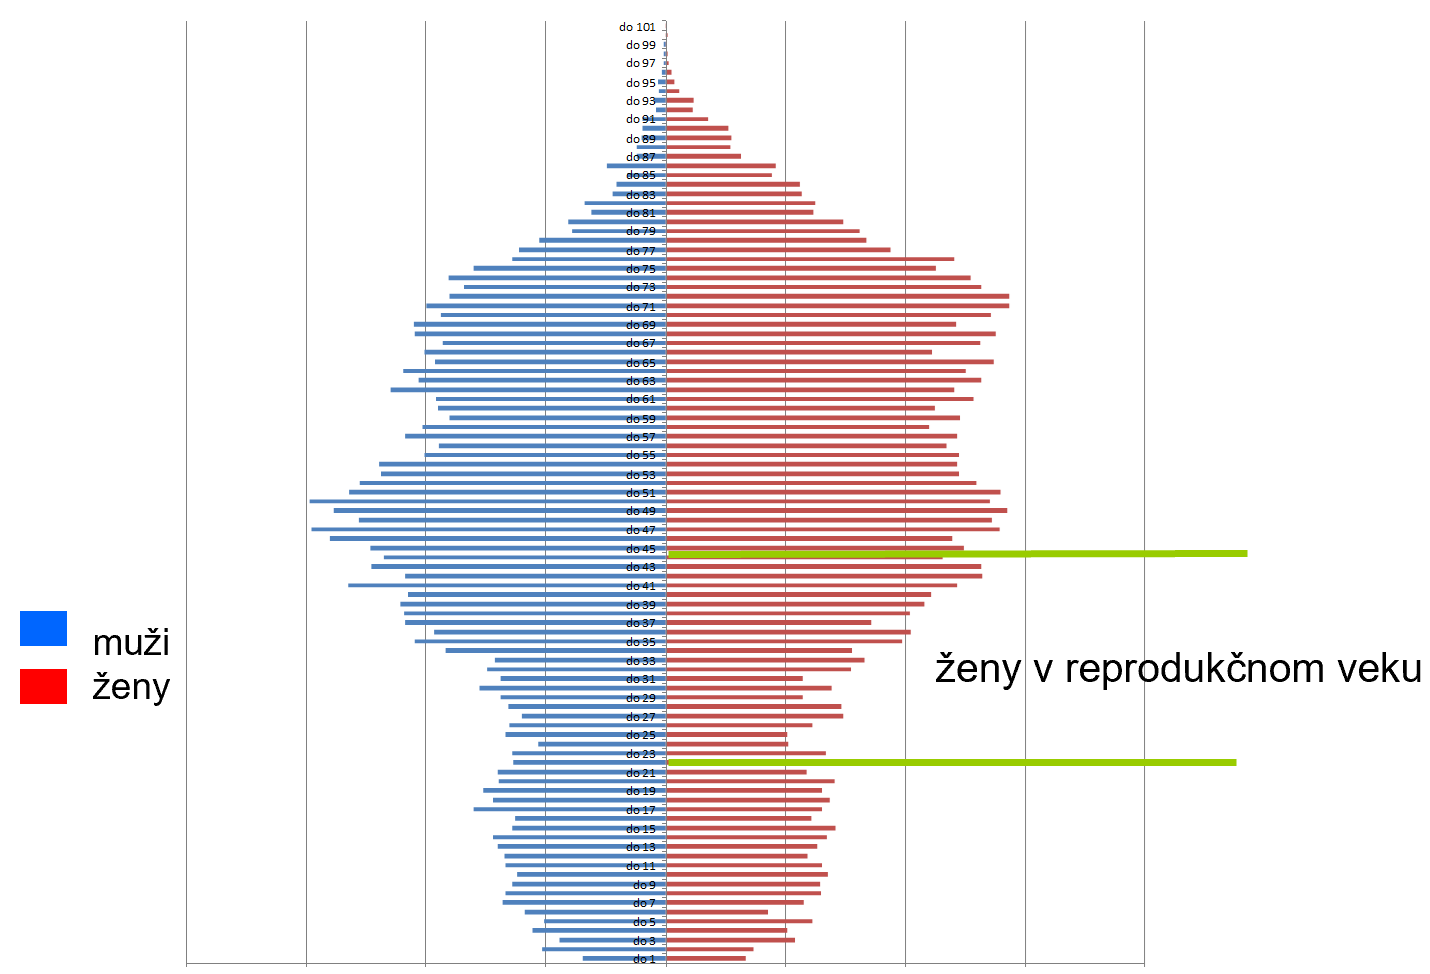 do 101
do 99
do 97
do 95
do 93
do 91
do 89
do 87
do 85
do 83
do 81
do 79
do 77
do 75
do 73
do 71
do 69
do 67
do 65
do 63
do 61
do 59
do 57
do 55
do 53
do 51
do 49
do 47
do 45
do 43
do 41
do 39
do 37
do 35
do 33
do 31
do 29
do 27
do 25
do 23
do 21
do 19
do 17
do 15
do 13
do 11
do 9
do 7
do 5
do 3
do 1
muži
ženy
ženy v reprodukčnom veku